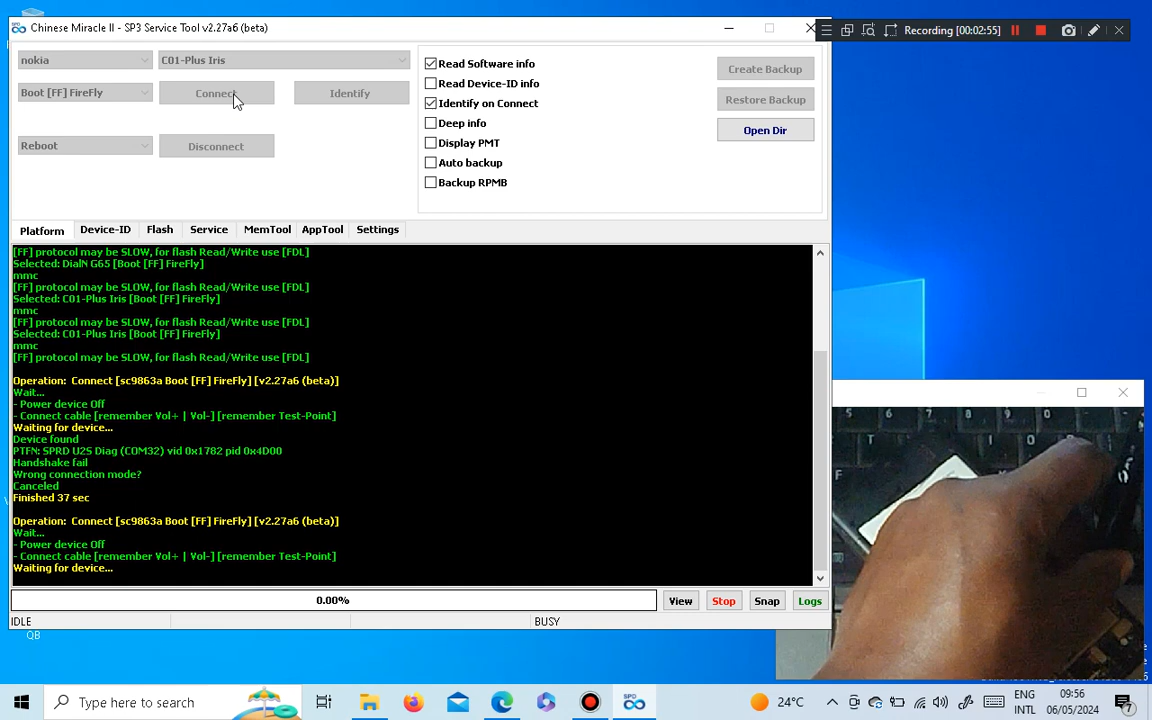 Chinese Miracle II - SP3 Service Tool v2.27a6 (beta)
Recording [00:02:55]
nokia
C01-Plus Iris
Boot [FF] FireFly
Connect
Identify
Reboot
Disconnect
Read Software info
Read Device-ID info
Identify on Connect
Deep info
Display PMT
Auto backup
Backup RPMB
Create Backup
Restore Backup
Open Dir
Platform
Device-ID
Flash
Service
MemTool
AppTool
Settings
[FF] protocol may be SLOW, for flash Read/Write use [FDL]
Selected: DialN G65 [Boot [FF] FireFly]
mmc
[FF] protocol may be SLOW, for flash Read/Write use [FDL]
Selected: C01-Plus Iris [Boot [FF] FireFly]
mmc
[FF] protocol may be SLOW, for flash Read/Write use [FDL]
Selected: C01-Plus Iris [Boot [FF] FireFly]
mmc
[FF] protocol may be SLOW, for flash Read/Write use [FDL]
Operation: Connect [sc9863a Boot [FF] FireFly] [v2.27a6 (beta)]
Wait...
- Power device Off
- Connect cable [remember Vol+ | Vol-] [remember Test-Point]
Waiting for device...
Device found
PTFN: SPRD U2S Diag (COM32) vid 0x1782 pid 0x4D00
Handshake fail
Wrong connection mode?
Canceled
Finished 37 sec
Operation: Connect [sc9863a Boot [FF] FireFly] [v2.27a6 (beta)]
Wait...
- Power device Off
- Connect cable [remember Vol+ | Vol-] [remember Test-Point]
Waiting for device...
0.00%
View
Stop
Snap
Logs
IDLE
BUSY
QB
Type here to search
SPD
24°C
ENG
INTL
09:56
06/05/2024
7